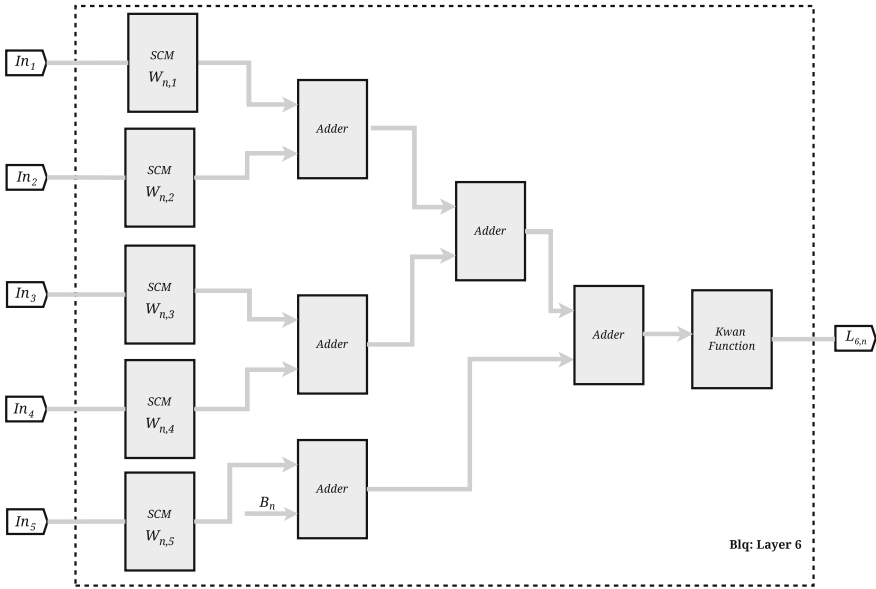 In1
SCM
Wn,1
Adder
In2
SCM
Wn,2
Adder
In3
SCM
Wn,3
Adder
Adder
Kwan
Function
L6,n
In4
SCM
Wn,4
Adder
Bn
In5
SCM
Wn,5
Blq: Layer 6